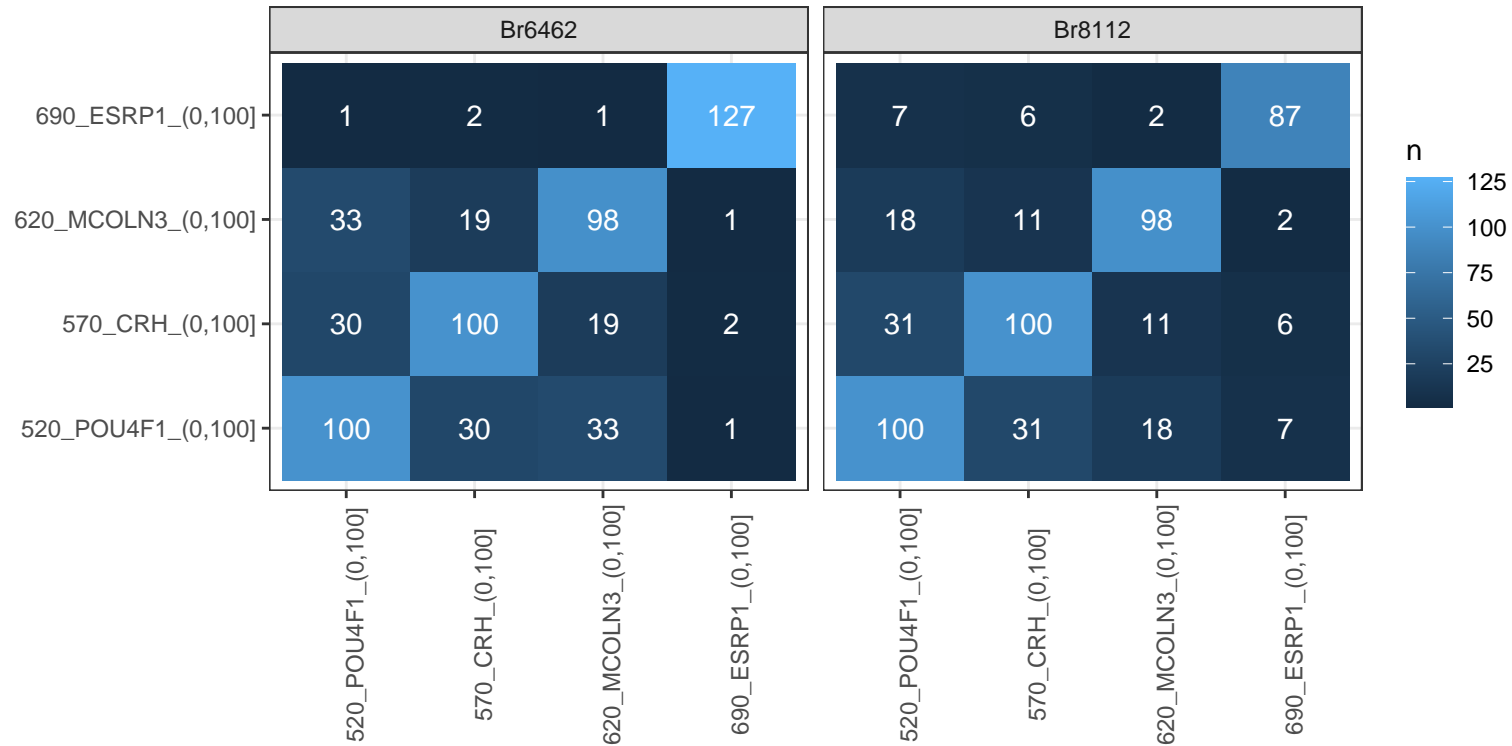 Br6462 Br8112
690_ESRP1_(0,100] 1 2 1 127 7 6 2 87
620_MCOLN3_(0,100] 33 19 98 1 18 11 98 2
570_CRH_(0,100] 30 100 19 2 31 100 11 6
520_POU4F1_(0,100] 100 30 33 1 100 31 18 7
520_POU4F1_(0,100]
570_CRH_(0,100]
620_MCOLN3_(0,100]
690_ESRP1_(0,100]
520_POU4F1_(0,100]
570_CRH_(0,100]
620_MCOLN3_(0,100]
690_ESRP1_(0,100]
n
125
100
75
50
25